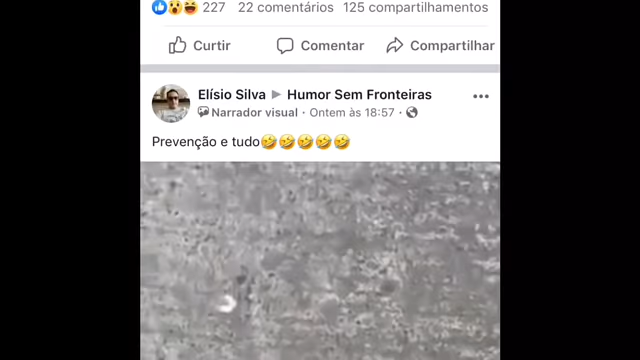 227 22 comentários 125 compartilhamentos
Curtir Comentar Compartilhar
Elísio Silva ▶ Humor Sem Fronteiras
Narrador visual · Ontem às 18:57 ·
Prevenção e tudo🤣🤣🤣🤣🤣